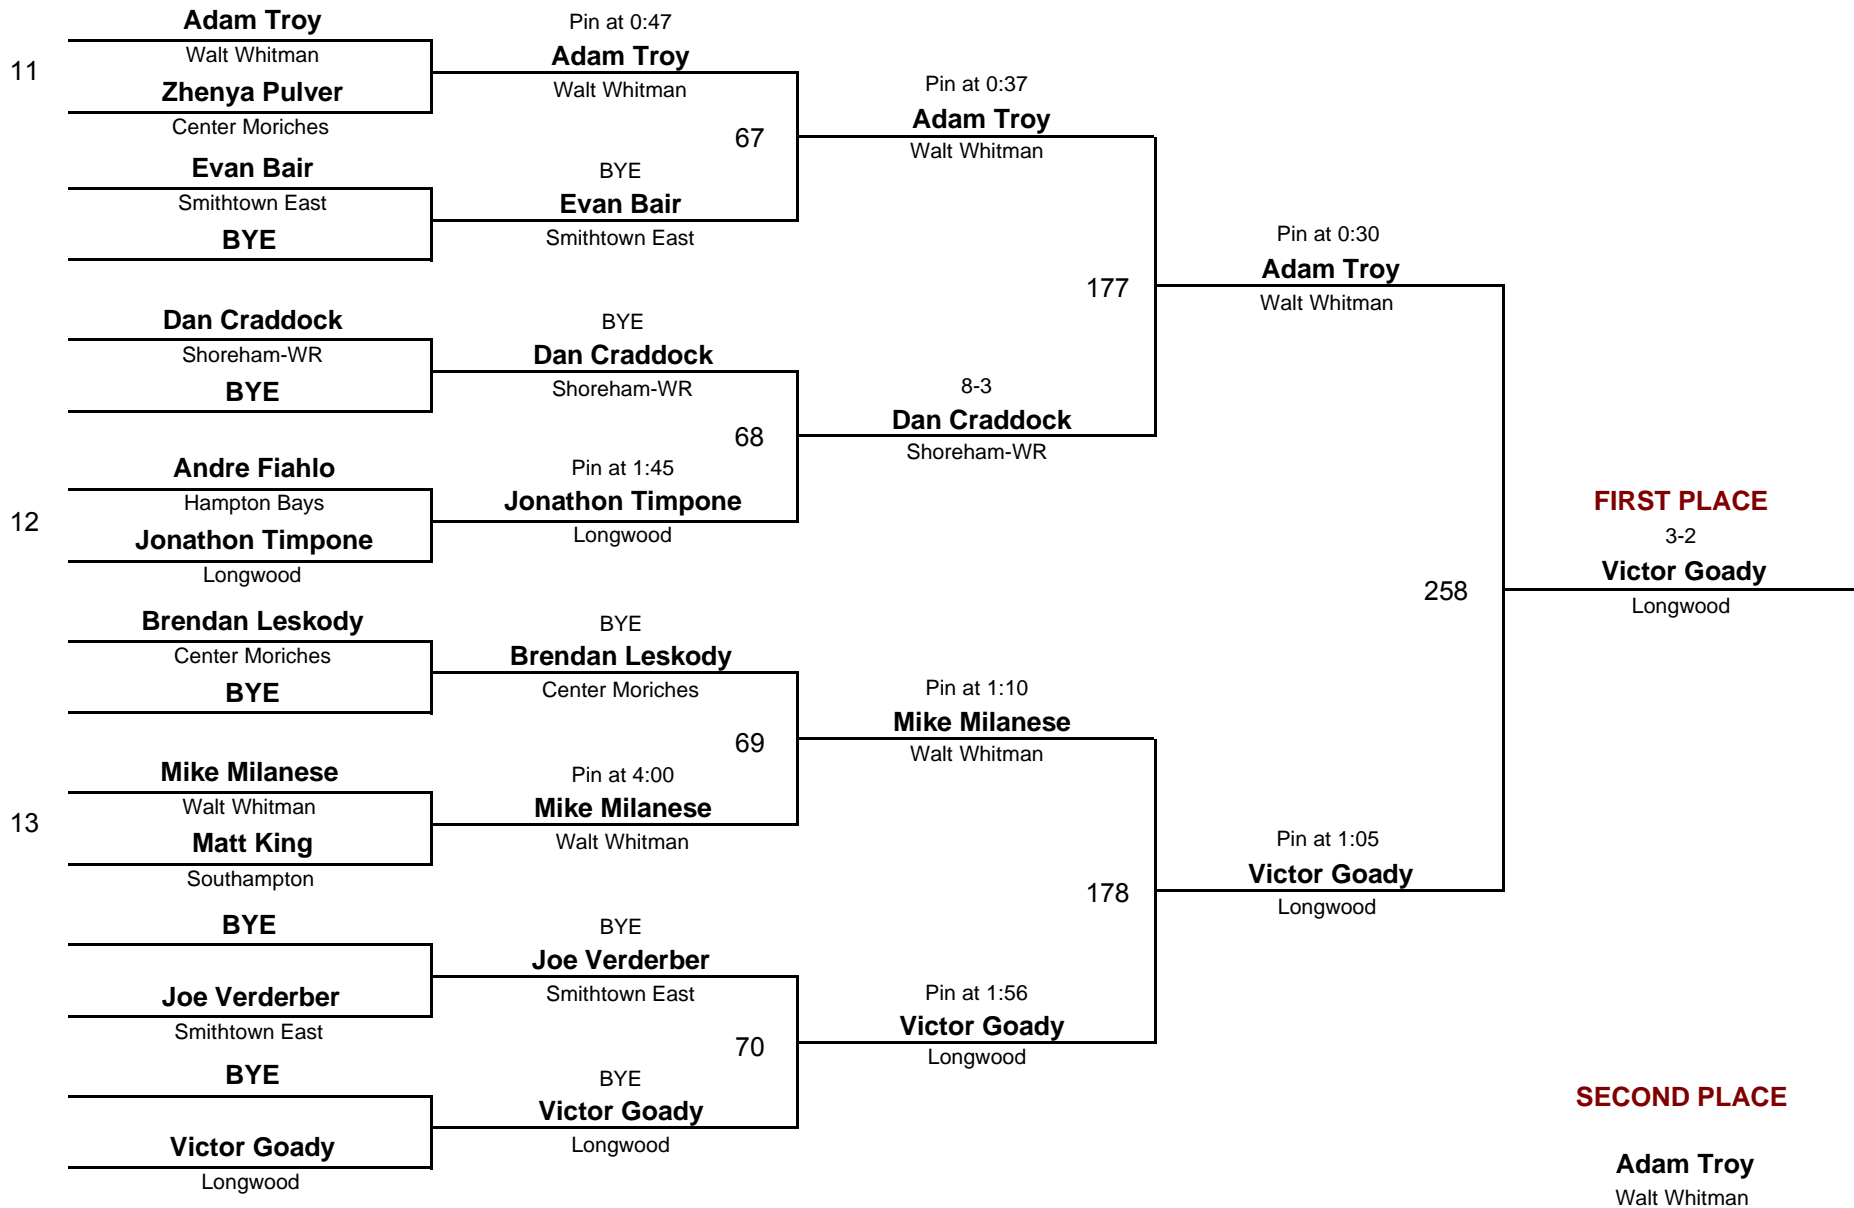 Adam Troy
Walt Whitman
11
Zhenya Pulver
Center Moriches
Evan Bair
Smithtown East
BYE
Dan Craddock
Shoreham-WR
BYE
Andre Fiahlo
Hampton Bays
12
Jonathon Timpone
Longwood
Brendan Leskody
Center Moriches
BYE
Mike Milanese
Walt Whitman
13
Matt King
Southampton
BYE
Joe Verderber
Smithtown East
BYE
Victor Goady
Longwood
Pin at 0:47
Adam Troy
Walt Whitman
67
BYE
Evan Bair
Smithtown East
BYE
Dan Craddock
Shoreham-WR
68
Pin at 1:45
Jonathon Timpone
Longwood
BYE
Brendan Leskody
Center Moriches
69
Pin at 4:00
Mike Milanese
Walt Whitman
BYE
Joe Verderber
Smithtown East
70
BYE
Victor Goady
Longwood
Pin at 0:37
Adam Troy
Walt Whitman
177
8-3
Dan Craddock
Shoreham-WR
Pin at 1:10
Mike Milanese
Walt Whitman
178
Pin at 1:56
Victor Goady
Longwood
Pin at 0:30
Adam Troy
Walt Whitman
258
Pin at 1:05
Victor Goady
Longwood
FIRST PLACE
3-2
Victor Goady
Longwood
SECOND PLACE
Adam Troy
Walt Whitman